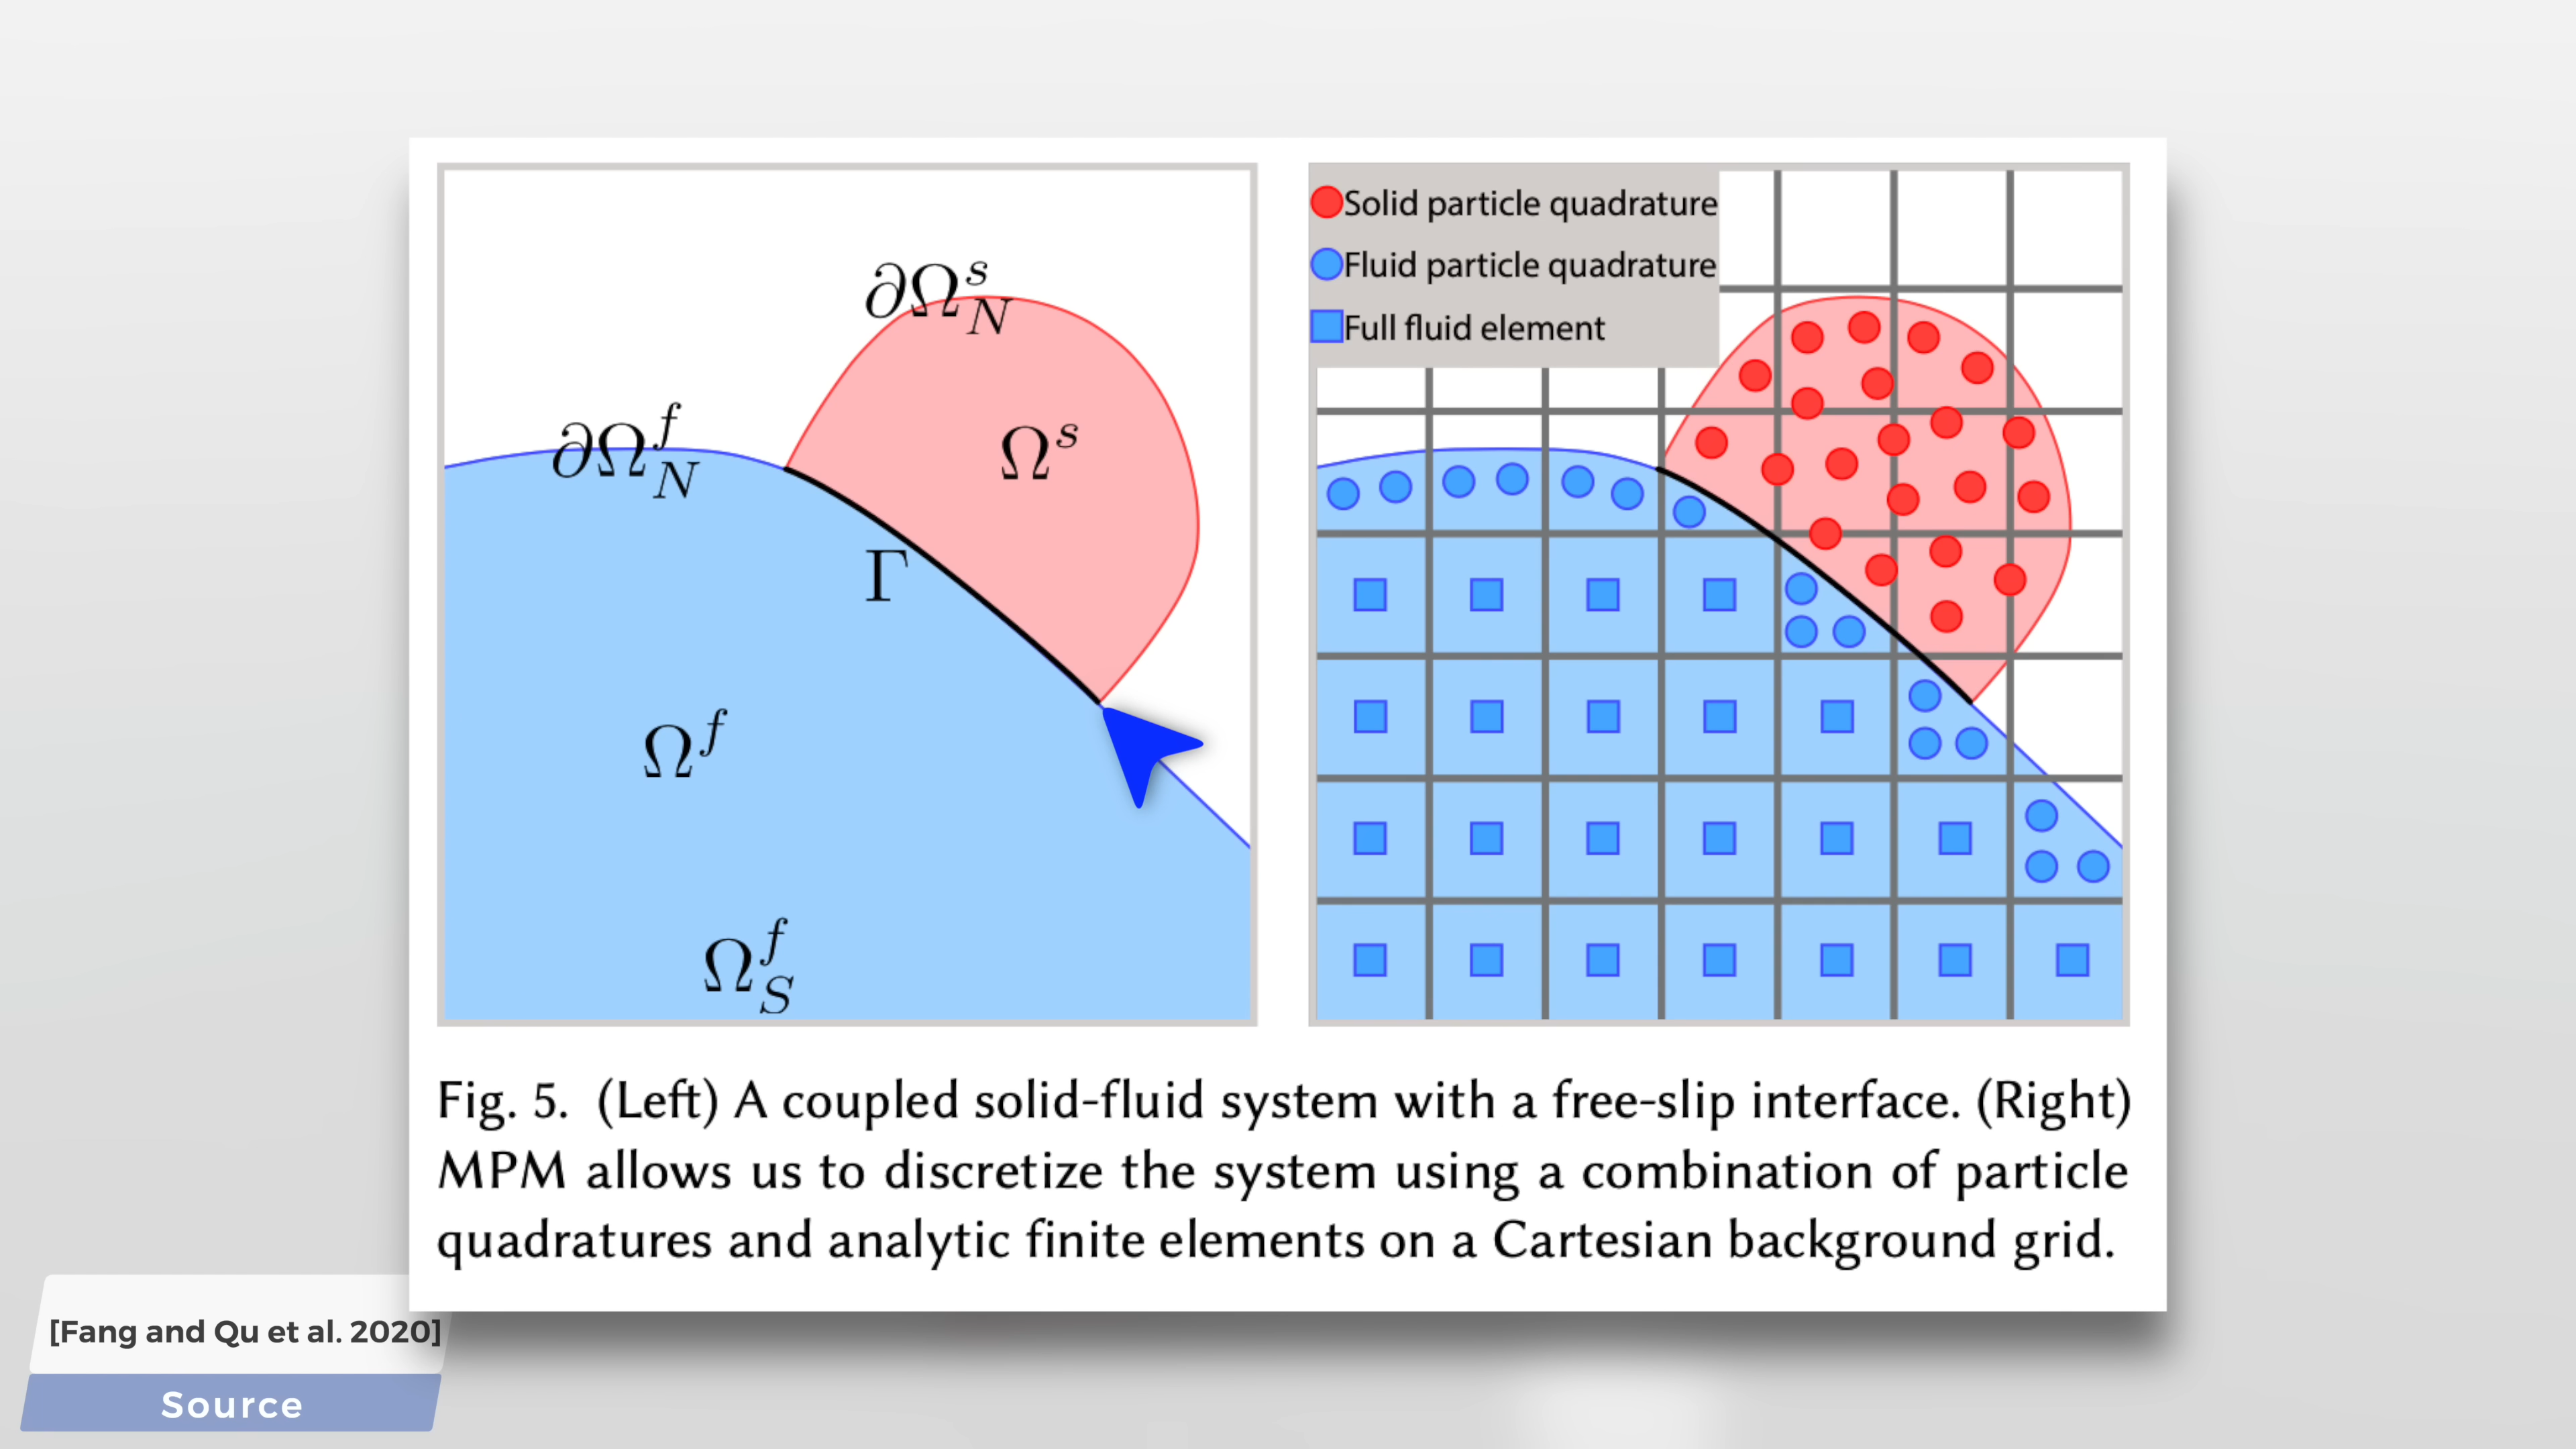 ∂Ω^s_N
∂Ω^f_N
Ω^s
Γ
Ω^f
Ω^f_S
Solid particle quadrature
Fluid particle quadrature
Full fluid element
Fig. 5. (Left) A coupled solid-fluid system with a free-slip interface. (Right)
MPM allows us to discretize the system using a combination of particle
quadratures and analytic finite elements on a Cartesian background grid.
[Fang and Qu et al. 2020]
Source